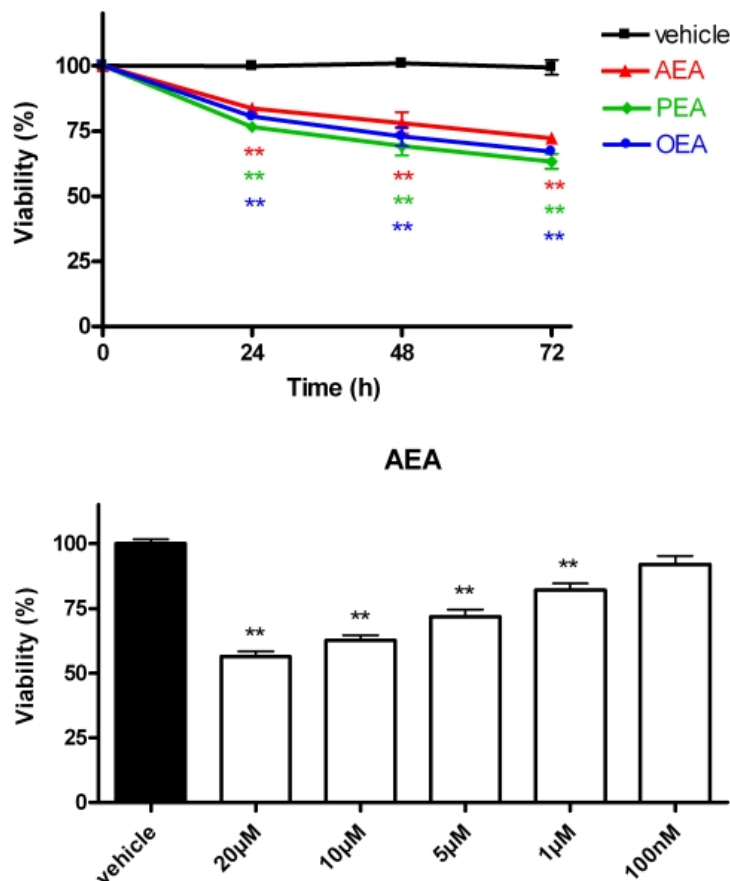 vehicle
AEA
PEA
OEA
Viability (%)
100
75
50
25
0
**
**
**
**
**
**
**
**
**
0 24 48 72
Time (h)
AEA
Viability (%)
100
75
50
25
0
** ** ** **
vehicle 20µM 10µM 5µM 1µM 100nM